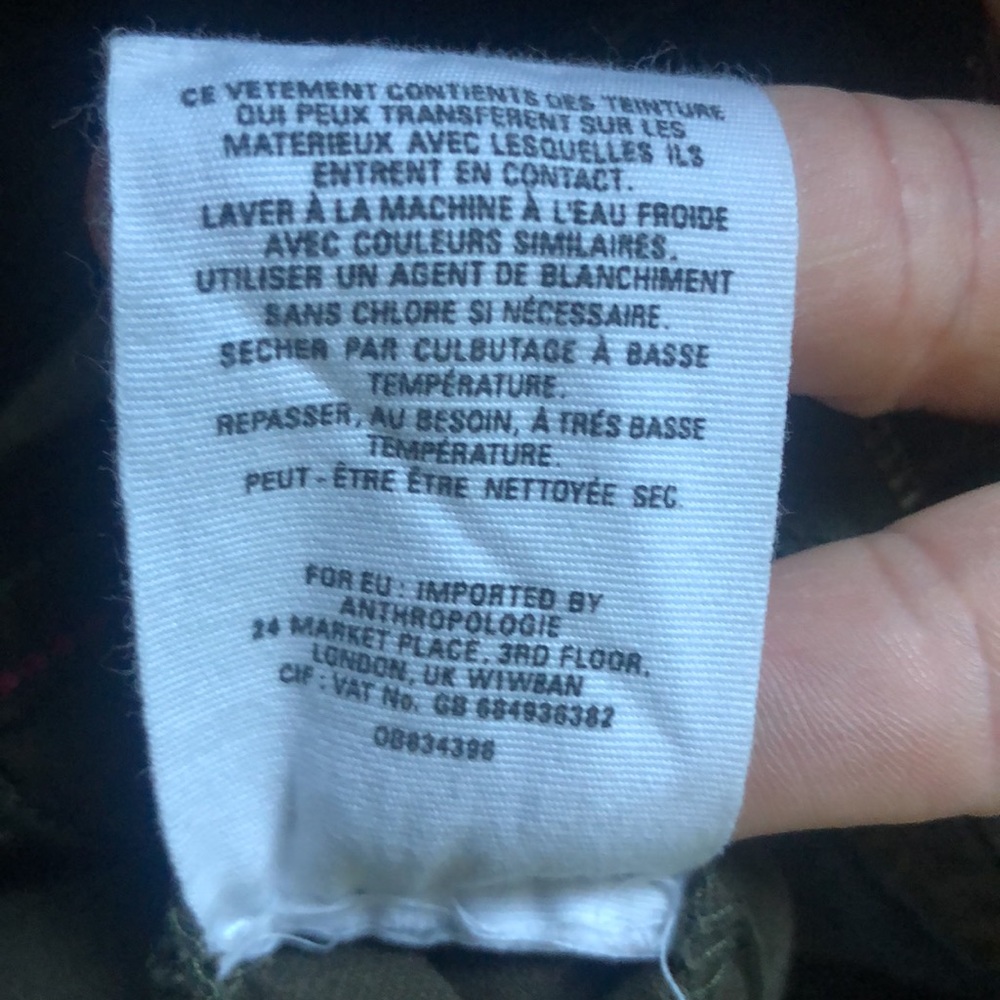 CE VETEMENT CONTIENTS DES TEINTURE
QUI PEUX TRANSFERENT SUR LES
MATERIEUX AVEC LESQUELLES ILS
ENTRENT EN CONTACT.
LAVER À LA MACHINE À L'EAU FROIDE
AVEC COULEURS SIMILAIRES.
UTILISER UN AGENT DE BLANCHIMENT
SANS CHLORE SI NÉCESSAIRE.
SECHER PAR CULBUTAGE À BASSE
TEMPÉRATURE.
REPASSER, AU BESOIN, À TRÉS BASSE
TEMPÉRATURE.
PEUT-ÊTRE ÊTRE NETTOYÉE SEC
FOR EU : IMPORTED BY
ANTHROPOLOGIE
24 MARKET PLACE, 3RD FLOOR,
LONDON, UK WIW8AN
CIF : VAT No. GB 684936382